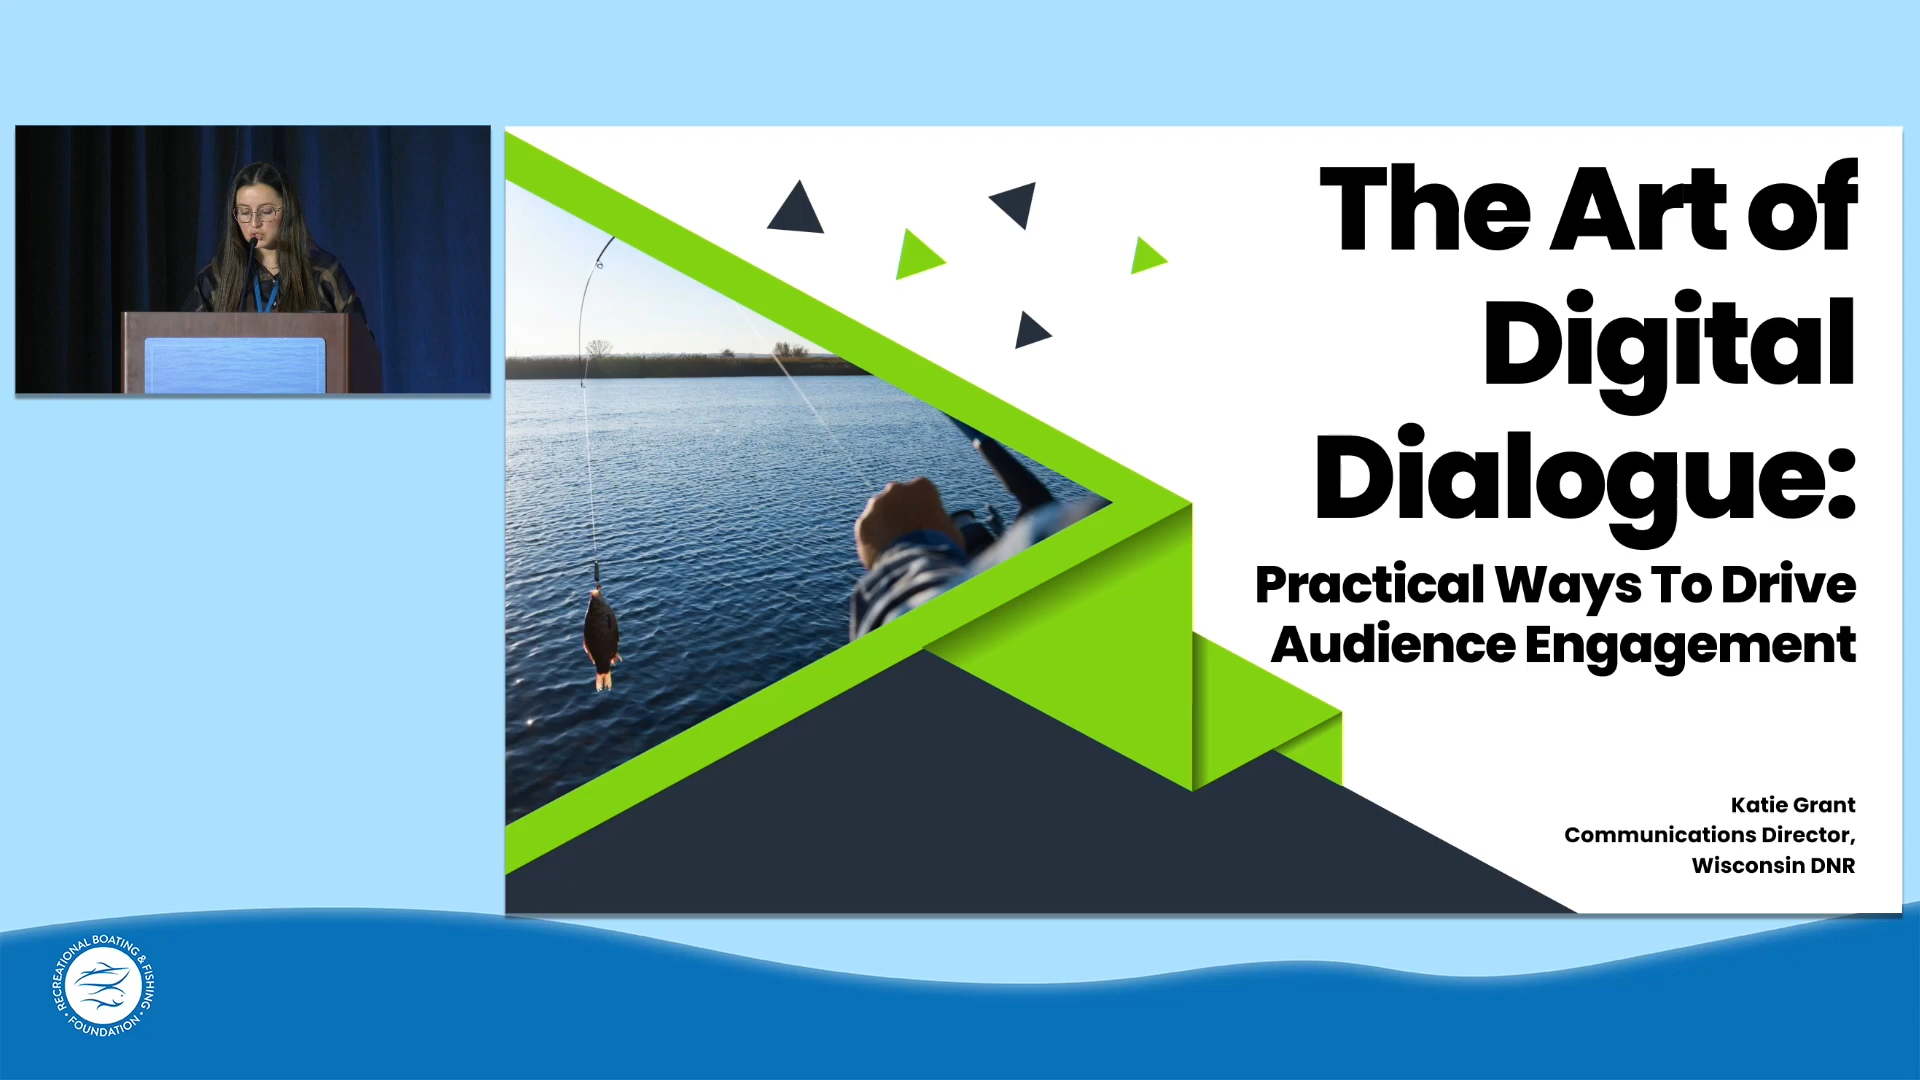 The Art of
Digital
Dialogue:
Practical Ways To Drive
Audience Engagement
Katie Grant
Communications Director,
Wisconsin DNR
RECREATIONAL BOATING & FISHING
• FOUNDATION •